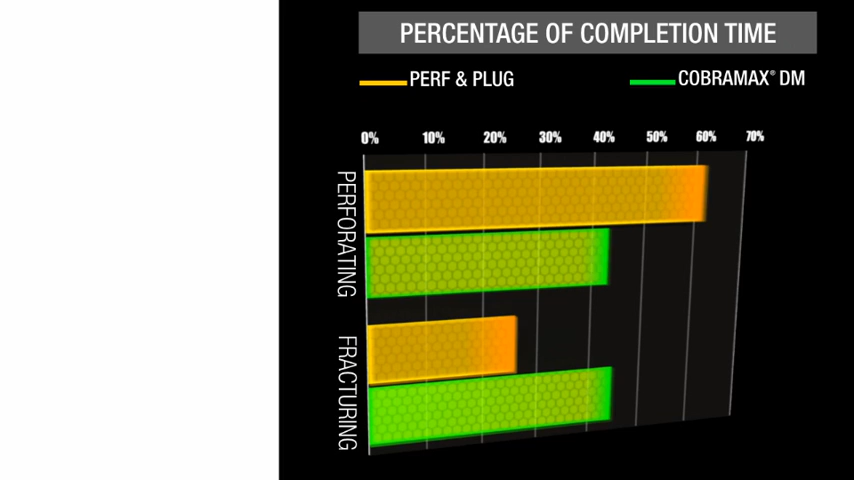 PERCENTAGE OF COMPLETION TIME
PERF & PLUG
COBRAMAX® DM
0% 10% 20% 30% 40% 50% 60% 70%
PERFORATING
FRACTURING